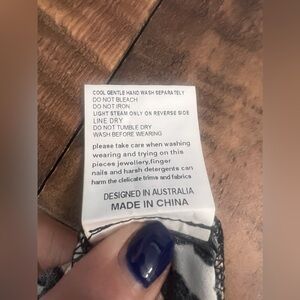 COOL GENTLE HAND WASH SEPARATELY
DO NOT BLEACH
DO NOT IRON
LIGHT STEAM ONLY ON REVERSE SIDE
LINE DRY
DO NOT TUMBLE DRY
WASH BEFORE WEARING
please take care when washing
wearing and trying on this
pieces jewellery,finger
nails and harsh detergents can
harm the delicate trims and fabrics
DESIGNED IN AUSTRALIA
MADE IN CHINA